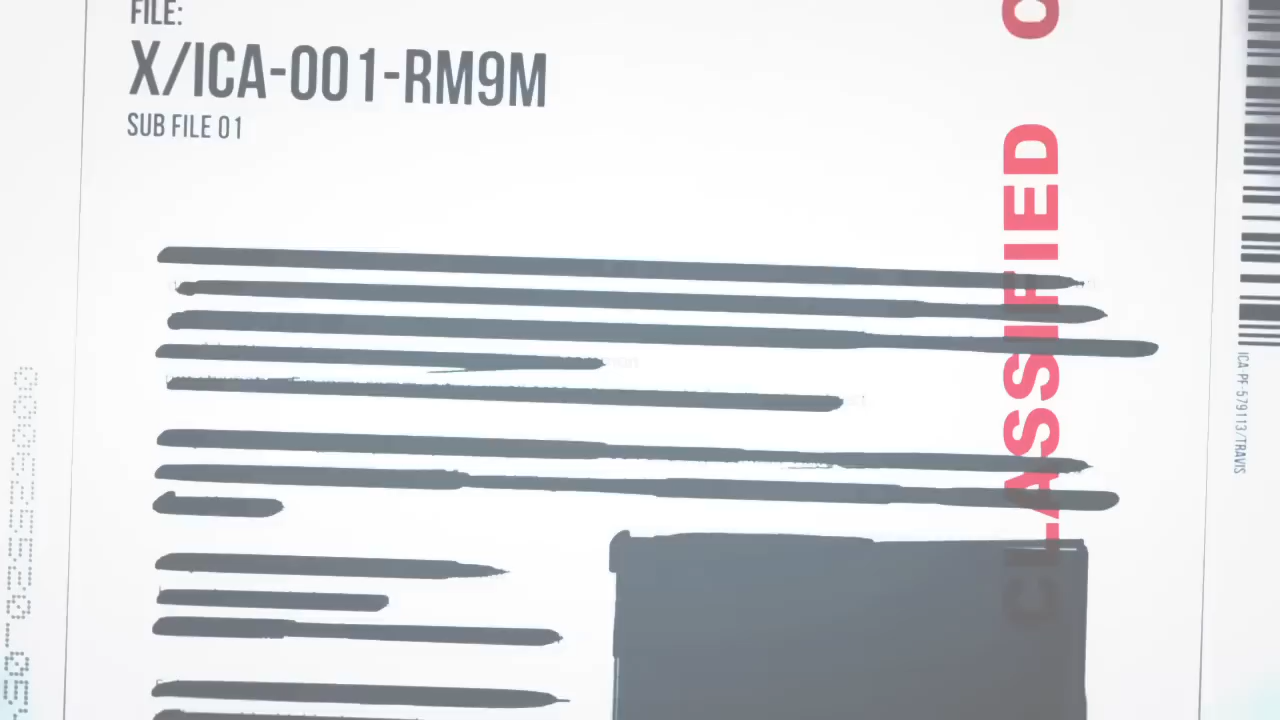 FILE:
X/ICA-001-RM9M
SUB FILE 01
CLASSIFIED
ICA PF 579113/TRAVIS